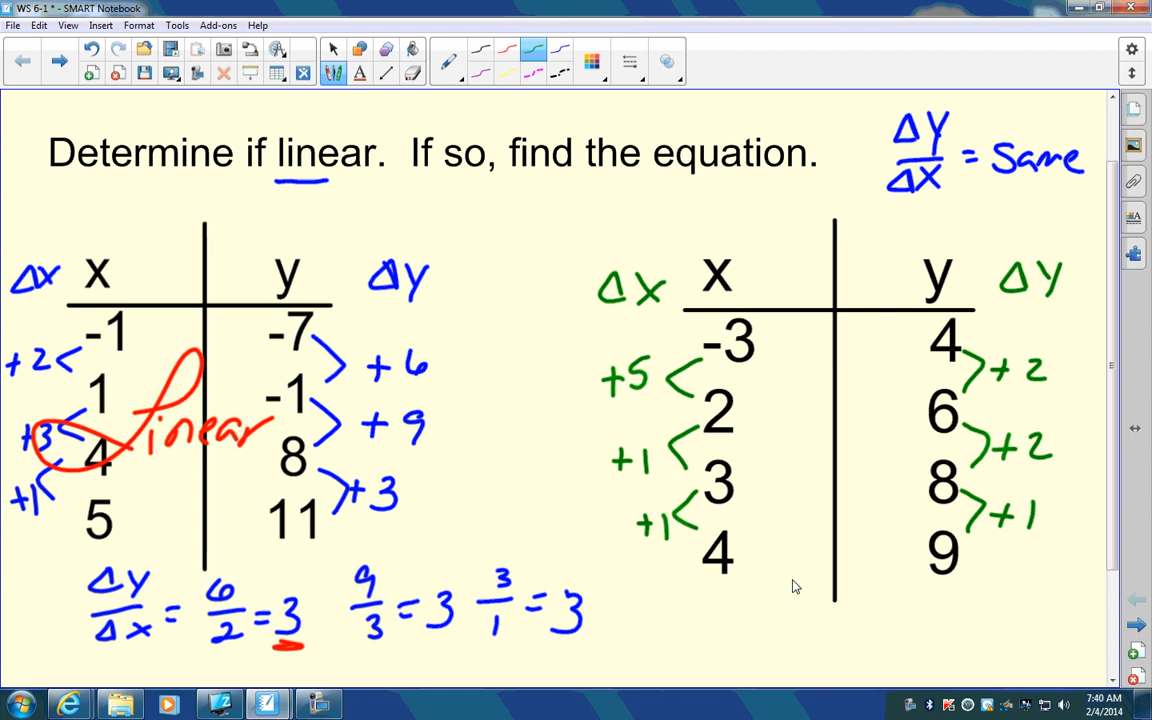 WS 6-1 * - SMART Notebook
File Edit View Insert Format Tools Add-ons Help
Determine if linear. If so, find the equation.
ΔY/ΔX = Same
Δx x y ΔY
-1 -7
+2 +6
1 -1
+3 +9
4 8
+1 +3
5 11
linear
ΔY/Δx = 6/2 = 3 9/3 = 3 3/1 = 3
ΔX x y ΔY
-3 4
+5 +2
2 6
+1 +2
3 8
+1 +1
4 9
7:40 AM
2/4/2014